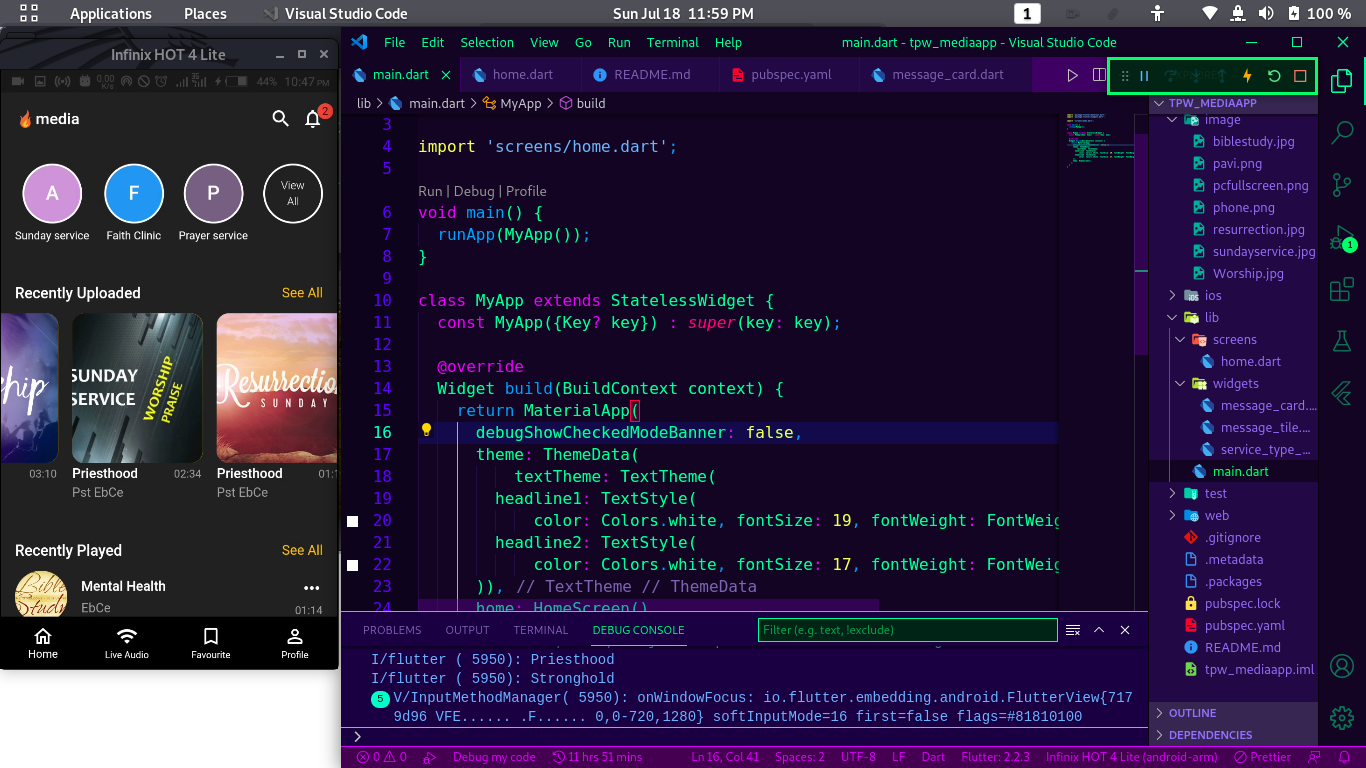 Applications Places Visual Studio Code Sun Jul 18 11:59 PM 1 100 %
Infinix HOT 4 Lite
44% 10:47 PM
media 2
A F P View All
Sunday service Faith Clinic Prayer service
Recently Uploaded See All
SUNDAY SERVICE WORSHIP PRAISE
Resurrection
SUNDAY
03:10 Priesthood 02:34 Priesthood
Pst EbCe Pst EbCe
Recently Played See All
Mental Health
EbCe 01:14
Home Live Audio Favourite Profile
File Edit Selection View Go Run Terminal Help main.dart - tpw_mediaapp - Visual Studio Code
main.dart home.dart README.md pubspec.yaml message_card.dart
lib > main.dart > MyApp > build
3
4 import 'screens/home.dart';
5
Run | Debug | Profile
6 void main() {
7 runApp(MyApp());
8 }
9
10 class MyApp extends StatelessWidget {
11 const MyApp({Key? key}) : super(key: key);
12
13 @override
14 Widget build(BuildContext context) {
15 return MaterialApp(
16 debugShowCheckedModeBanner: false,
17 theme: ThemeData(
18 textTheme: TextTheme(
19 headline1: TextStyle(
20 color: Colors.white, fontSize: 19, fontWeight: FontWeig
21 headline2: TextStyle(
22 color: Colors.white, fontSize: 17, fontWeight: FontWeig
23 )), // TextTheme // ThemeData
24 home: HomeScreen()
PROBLEMS OUTPUT TERMINAL DEBUG CONSOLE Filter (e.g. text, !exclude)
I/flutter ( 5950): Priesthood
I/flutter ( 5950): Stronghold
5 V/InputMethodManager( 5950): onWindowFocus: io.flutter.embedding.android.FlutterView{717
9d96 VFE...... .F...... 0,0-720,1280} softInputMode=16 first=false flags=#81810100
>
TPW_MEDIAAPP
image
biblestudy.jpg
pavi.png
pcfullscreen.png
phone.png
resurrection.jpg
sundayservice.jpg
Worship.jpg
ios
lib
screens
home.dart
widgets
message_card....
message_tile....
service_type_...
main.dart
test
web
.gitignore
.metadata
.packages
pubspec.lock
pubspec.yaml
README.md
tpw_mediaapp.iml
OUTLINE
DEPENDENCIES
1
0 0 Debug my code 11 hrs 51 mins Ln 16, Col 41 Spaces: 2 UTF-8 LF Dart Flutter: 2.2.3 Infinix HOT 4 Lite (android-arm) Prettier